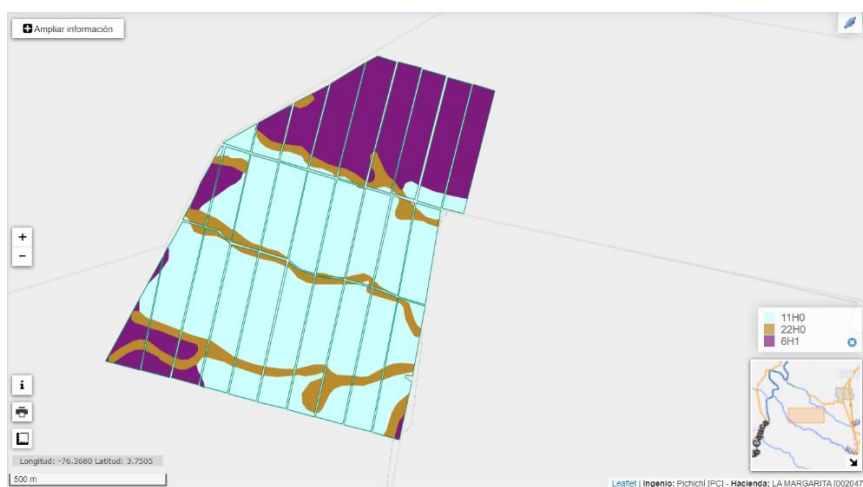 Ampliar información
+
−
11H0
22H0
6H1
i
Longitud: -76.3680 Latitud: 3.7505
500 m
Leaflet | Ingenio: Pichichí [PC] - Hacienda: LA MARGARITA [002047